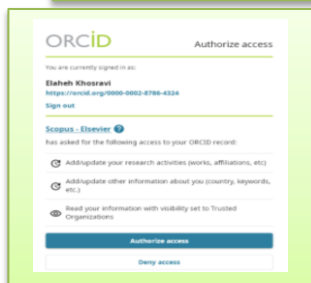 ORCID
Authorize access
You are currently signed in as:
Elaheh Khosravi
https://orcid.org/0000-0002-8786-4324
Sign out
Scopus - Elsevier ?
has asked for the following access to your ORCID record:
Add/update your research activities (works, affiliations, etc)
Add/update other information about you (country, keywords,
etc.)
Read your information with visibility set to Trusted
Organizations
Authorize access
Deny access